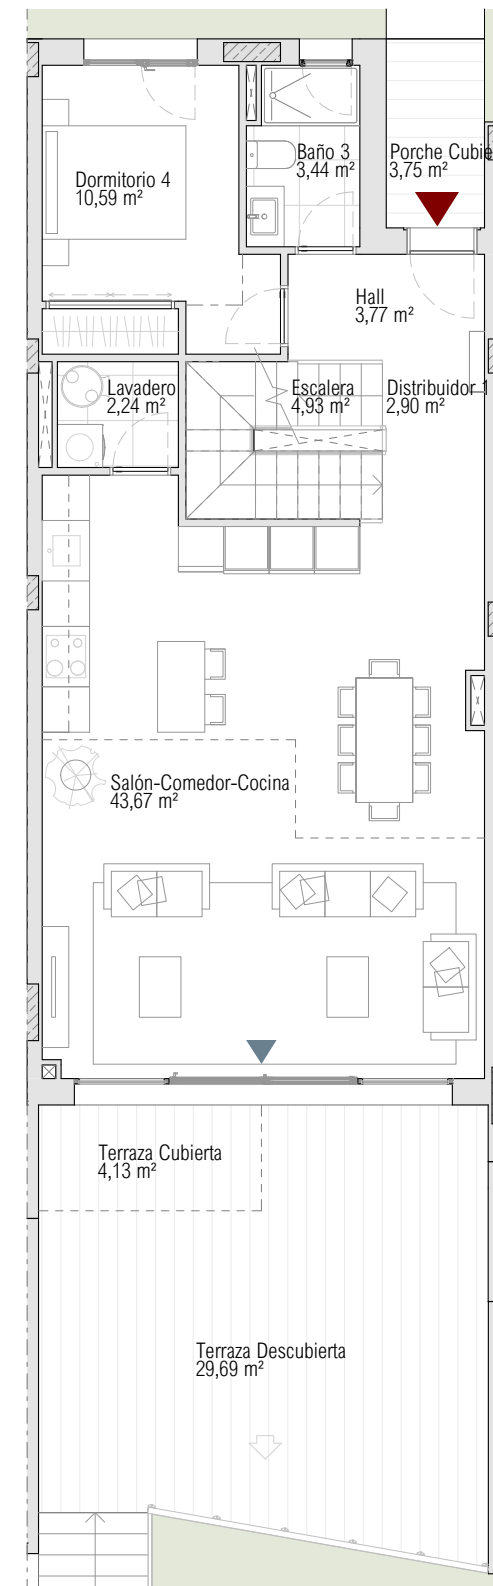 Dormitorio 4
10,59 m²
Baño 3
3,44 m²
Porche Cubie
3,75 m²
Hall
3,77 m²
Lavadero
2,24 m²
Escalera
4,93 m²
Distribuidor 1
2,90 m²
Salón-Comedor-Cocina
43,67 m²
Terraza Cubierta
4,13 m²
Terraza Descubierta
29,69 m²